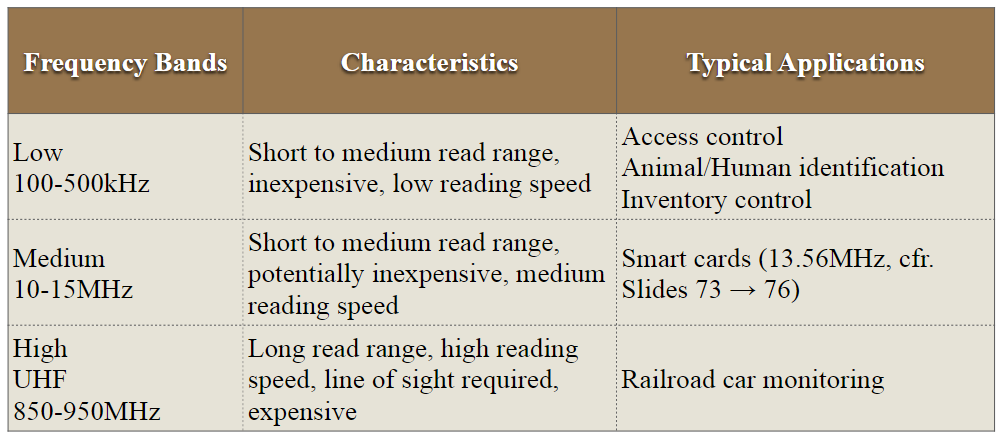 Frequency Bands
Characteristics
Typical Applications
Low
100-500kHz
Short to medium read range,
inexpensive, low reading speed
Access control
Animal/Human identification
Inventory control
Medium
10-15MHz
Short to medium read range,
potentially inexpensive, medium
reading speed
Smart cards (13.56MHz, cfr.
Slides 73 → 76)
High
UHF
850-950MHz
Long read range, high reading
speed, line of sight required,
expensive
Railroad car monitoring